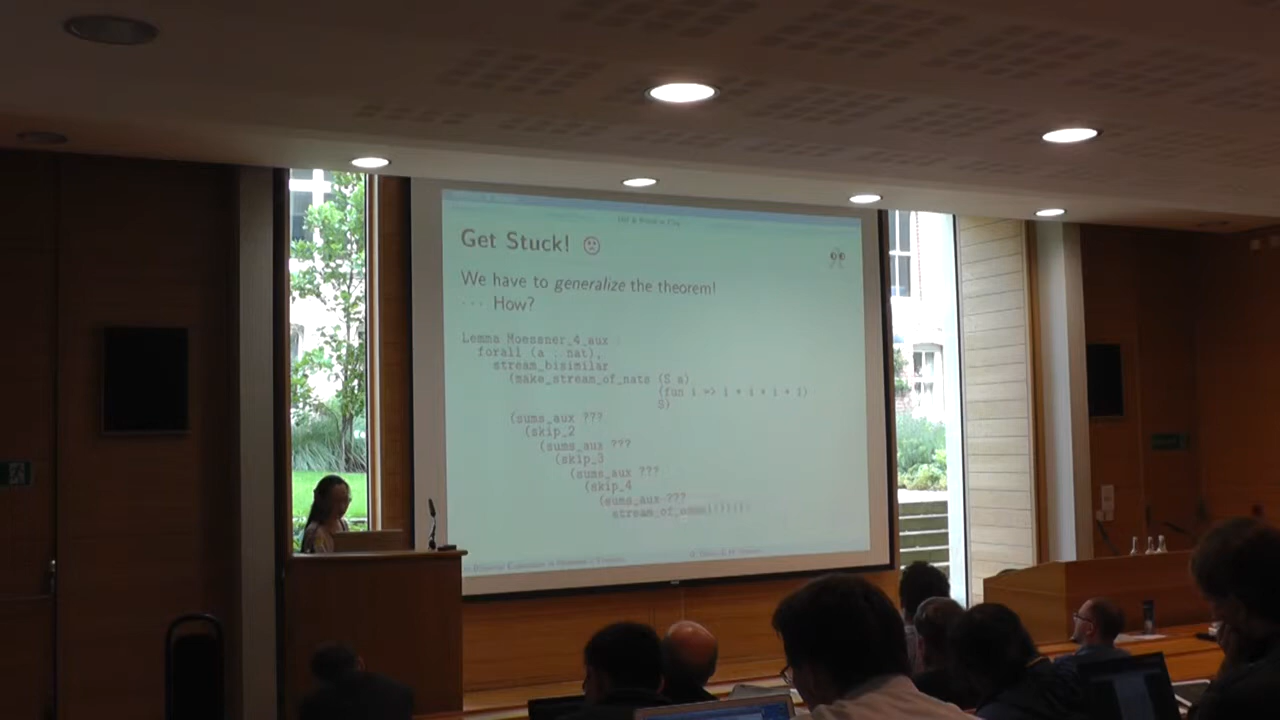 Get Stuck!
We have to generalize the theorem!
... How?
Lemma Moessner_4_aux :
forall (a : nat),
stream_bisimilar
(make_stream_of_nats (S a)
(fun i => i + i + i + 1)
S)
(sums_aux ???
(skip_2
(sums_aux ???
(skip_3
(sums_aux ???
(skip_4
(sums_aux ???